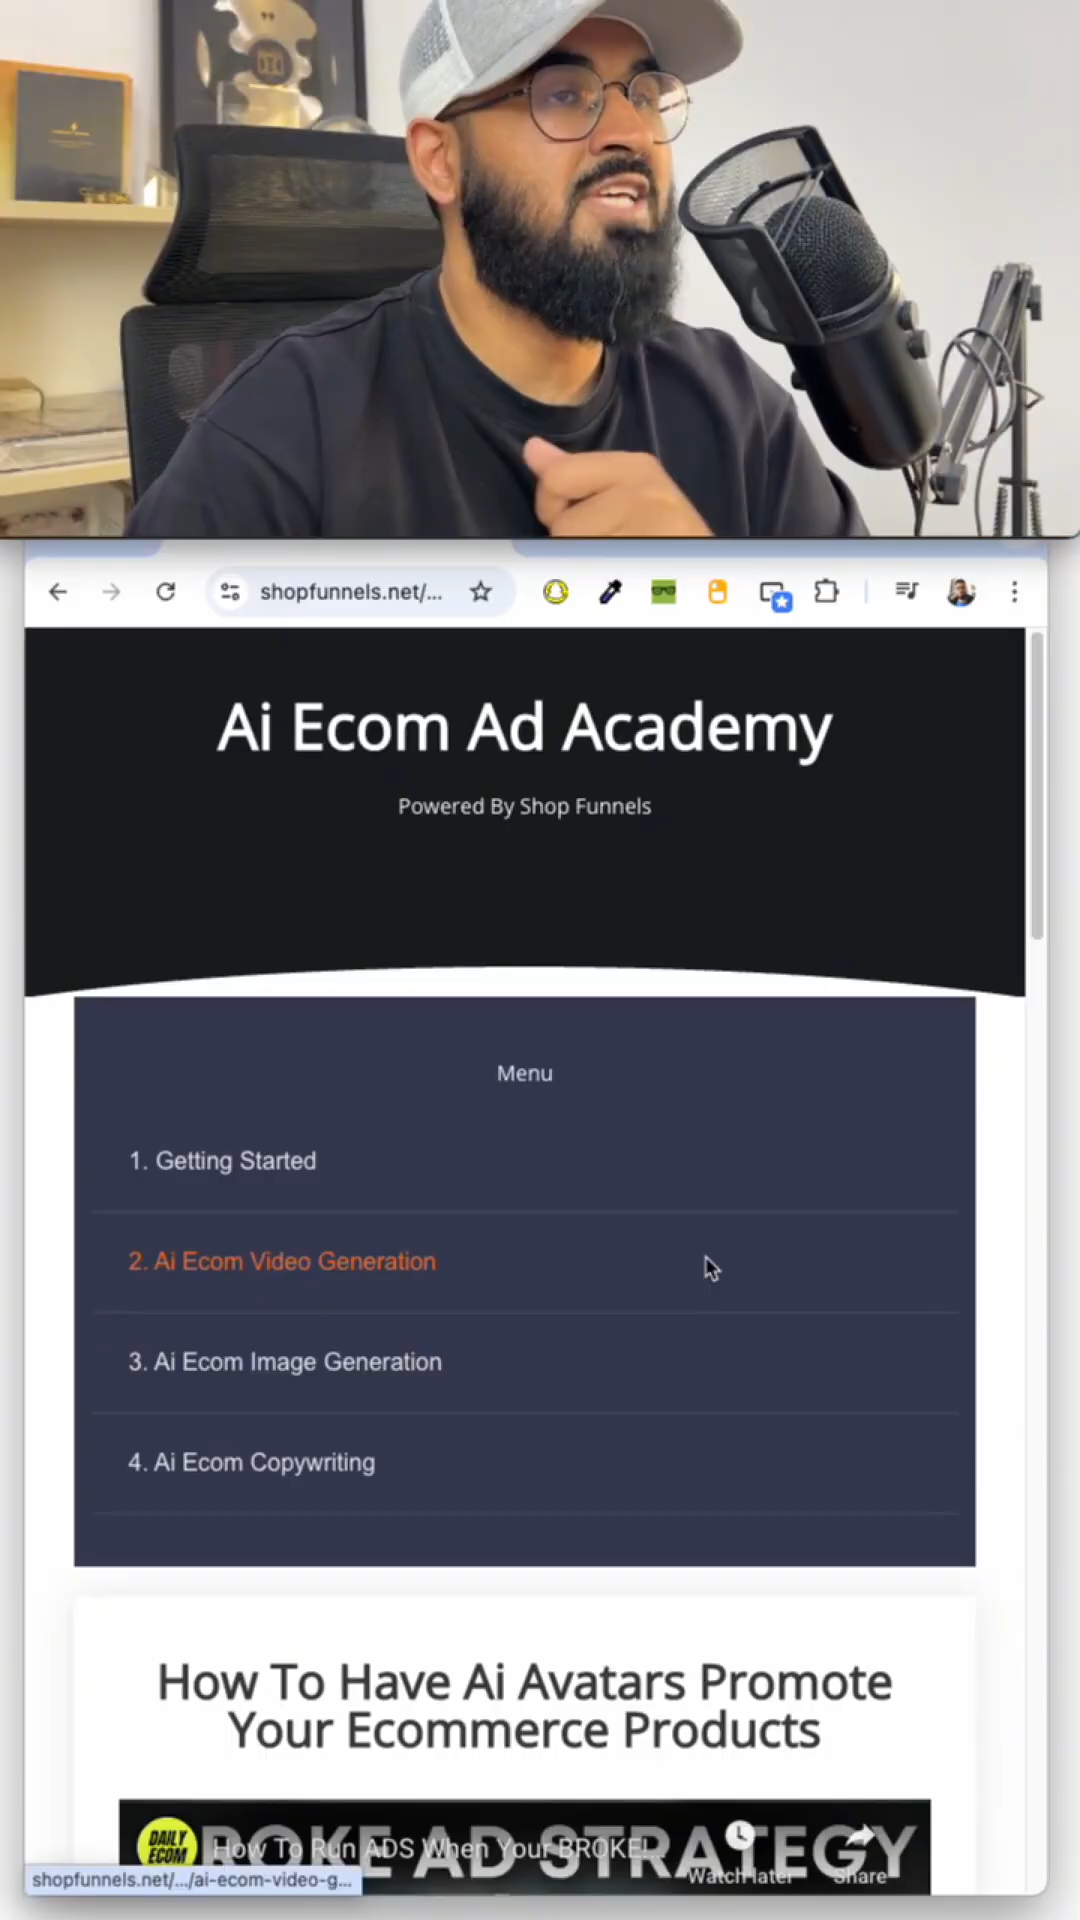 shopfunnels.net/...
Ai Ecom Ad Academy
Powered By Shop Funnels
Menu
1. Getting Started
2. Ai Ecom Video Generation
3. Ai Ecom Image Generation
4. Ai Ecom Copywriting
How To Have Ai Avatars Promote
Your Ecommerce Products
DAILY
ECOM
ROKE AD STRATEGY
How To Run ADS When Your BROKE!...
Watch later
Share
shopfunnels.net/.../ai-ecom-video-g...